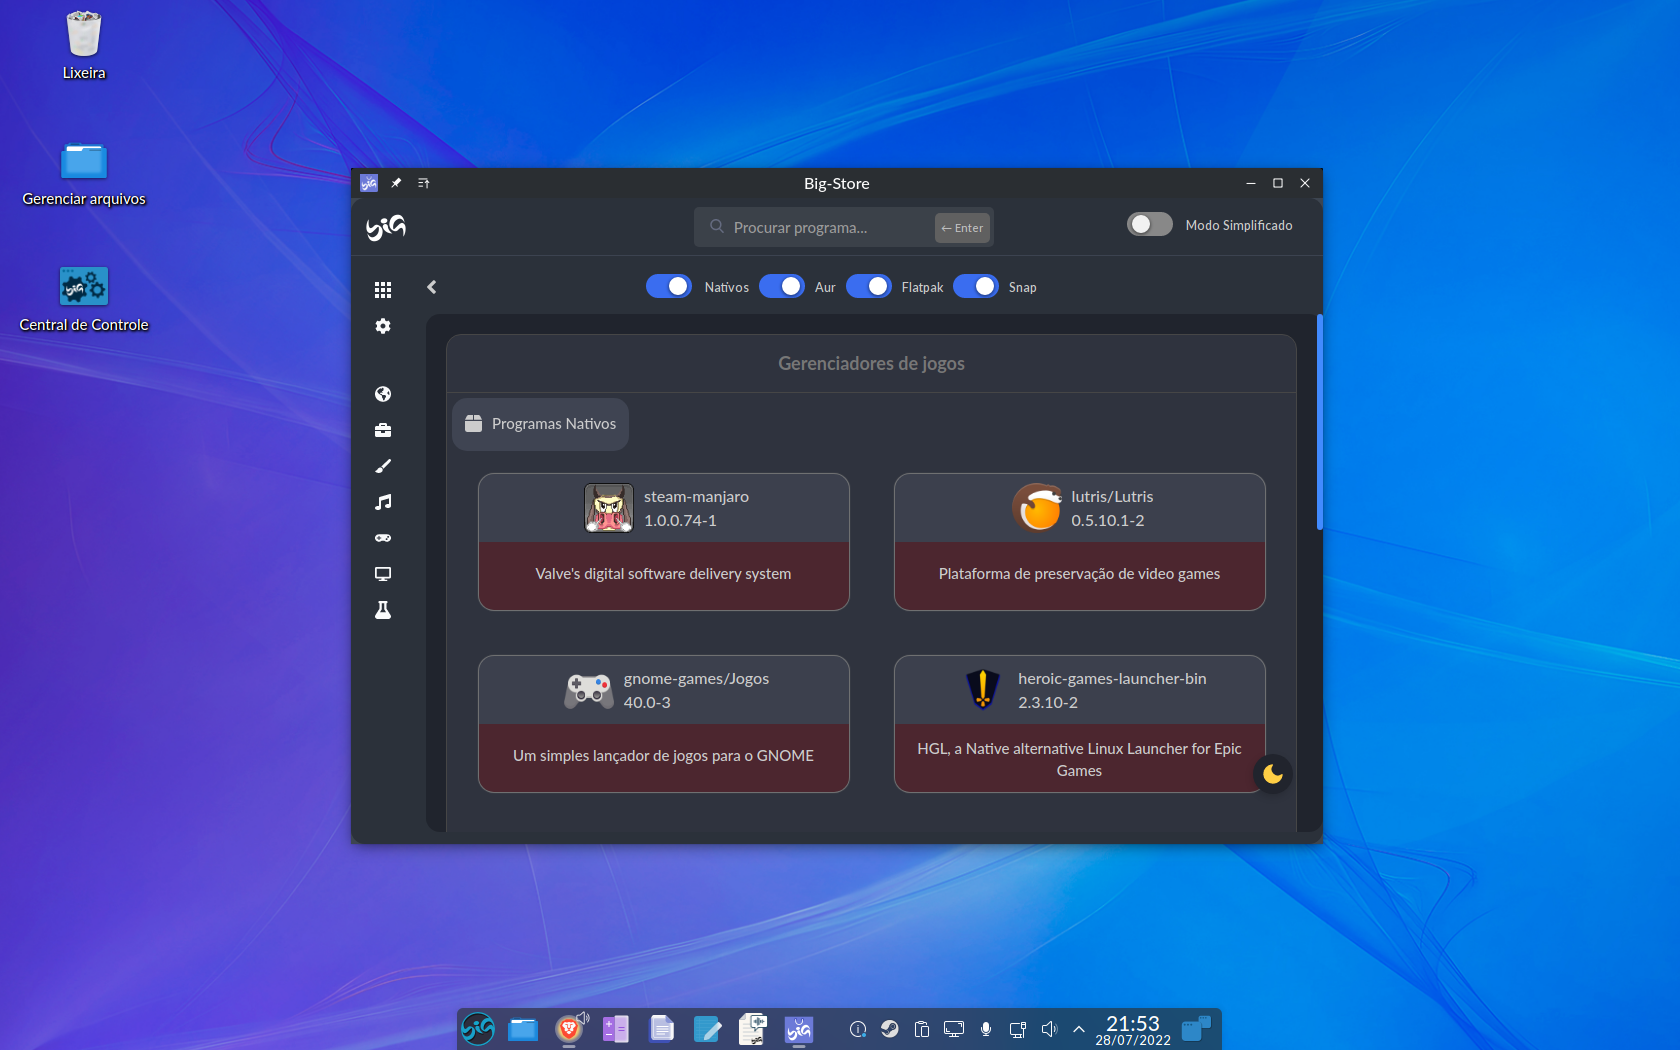 Lixeira
Gerenciar arquivos
Central de Controle
Big-Store
big
Procurar programa...
← Enter
Modo Simplificado
Nativos
Aur
Flatpak
Snap
Gerenciadores de jogos
Programas Nativos
steam-manjaro
1.0.0.74-1
Valve's digital software delivery system
lutris/Lutris
0.5.10.1-2
Plataforma de preservação de video games
gnome-games/Jogos
40.0-3
Um simples lançador de jogos para o GNOME
heroic-games-launcher-bin
2.3.10-2
HGL, a Native alternative Linux Launcher for Epic
Games
21:53
28/07/2022